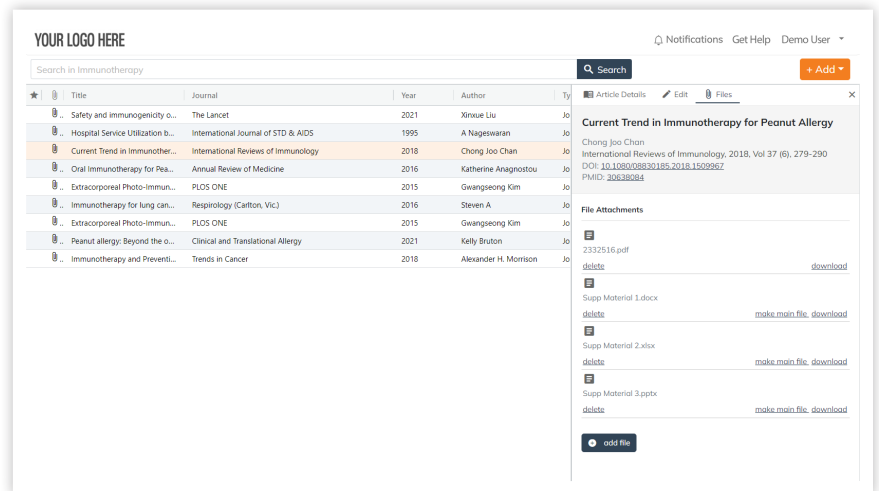 YOUR LOGO HERE
Notifications Get Help Demo User
Search in Immunotherapy
Search
+ Add
Title Journal Year Author Ty
Safety and immunogenicity o... The Lancet 2021 Xinxue Liu Jo
Hospital Service Utilization b... International Journal of STD & AIDS 1995 A Nageswaran Jo
Current Trend in Immunother... International Reviews of Immunology 2018 Chong Joo Chan Jo
Oral Immunotherapy for Pea... Annual Review of Medicine 2016 Katherine Anagnostou Jo
Extracorporeal Photo-Immun... PLOS ONE 2015 Gwangseong Kim Jo
Immunotherapy for lung can... Respirology (Carlton, Vic.) 2016 Steven A Jo
Extracorporeal Photo-Immun... PLOS ONE 2015 Gwangseong Kim Jo
Peanut allergy: Beyond the o... Clinical and Translational Allergy 2021 Kelly Bruton Jo
Immunotherapy and Preventi... Trends in Cancer 2018 Alexander H. Morrison Jo
Article Details Edit Files
Current Trend in Immunotherapy for Peanut Allergy
Chong Joo Chan
International Reviews of Immunology, 2018, Vol 37 (6), 279-290
DOI: 10.1080/08830185.2018.1509967
PMID: 30638084
File Attachments
2332516.pdf
delete download
Supp Material 1.docx
delete make main file download
Supp Material 2.xlsx
delete make main file download
Supp Material 3.pptx
delete make main file download
add file